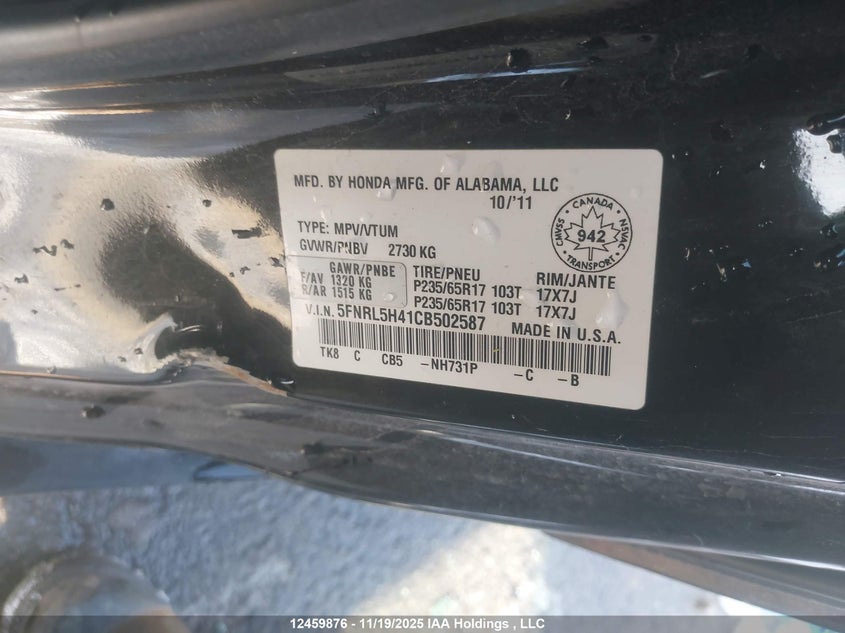 MFD. BY HONDA MFG. OF ALABAMA, LLC
10/'11
TYPE: MPV/VTUM
GVWR/PNBV 2730 KG
GAWR/PNBE TIRE/PNEU RIM/JANTE
F/AV 1320 KG P235/65R17 103T 17X7J
R/AR 1515 KG P235/65R17 103T 17X7J
V.I.N. 5FNRL5H41CB502587 MADE IN U.S.A.
TK8 C CB5 -NH731P -C -B
CANADA
CMVSS 942 NSVAC
TRANSPORT
12459876 - 11/19/2025 IAA Holdings , LLC